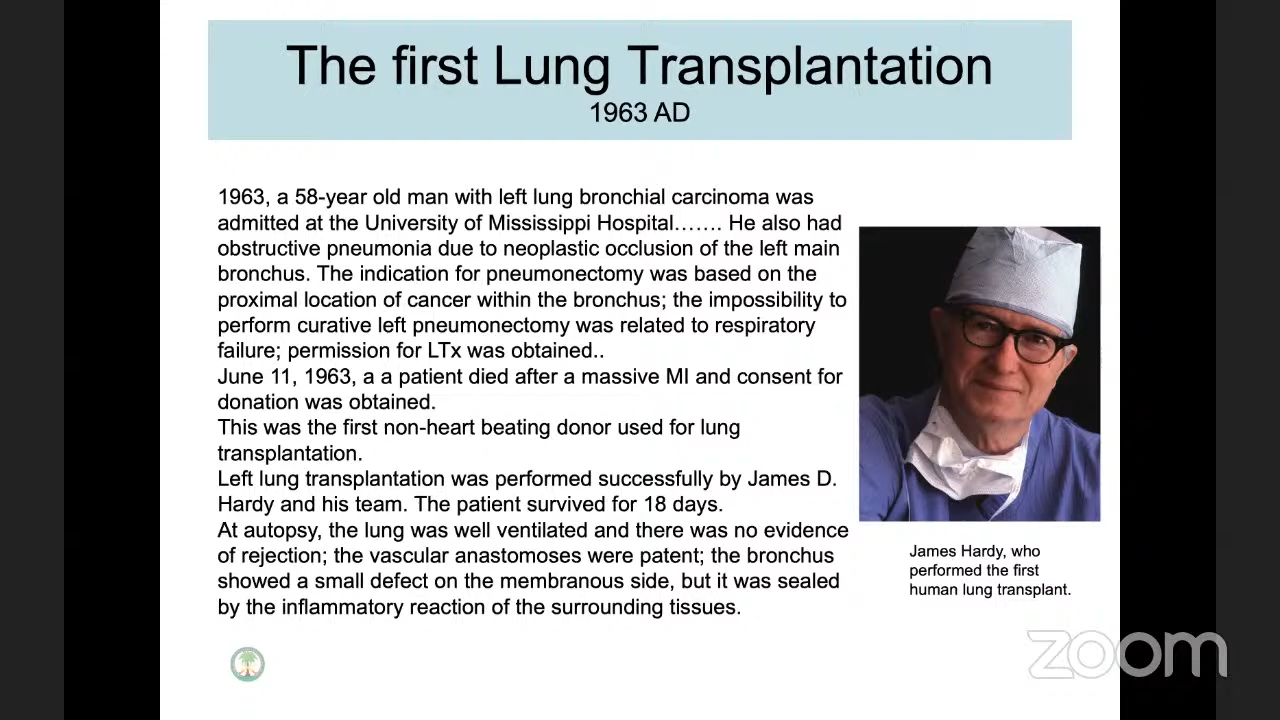 The first Lung Transplantation
1963 AD
1963, a 58-year old man with left lung bronchial carcinoma was
admitted at the University of Mississippi Hospital……. He also had
obstructive pneumonia due to neoplastic occlusion of the left main
bronchus. The indication for pneumonectomy was based on the
proximal location of cancer within the bronchus; the impossibility to
perform curative left pneumonectomy was related to respiratory
failure; permission for LTx was obtained..
June 11, 1963, a a patient died after a massive MI and consent for
donation was obtained.
This was the first non-heart beating donor used for lung
transplantation.
Left lung transplantation was performed successfully by James D.
Hardy and his team. The patient survived for 18 days.
At autopsy, the lung was well ventilated and there was no evidence
of rejection; the vascular anastomoses were patent; the bronchus
showed a small defect on the membranous side, but it was sealed
by the inflammatory reaction of the surrounding tissues.
James Hardy, who
performed the first
human lung transplant.
zoom